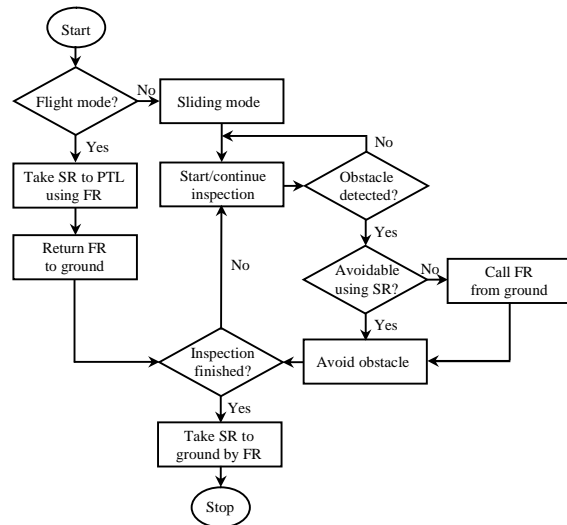 Start
Flight mode?
No
Sliding mode
Yes
No
Take SR to PTL
using FR
Start/continue
inspection
Obstacle
detected?
Yes
Return FR
to ground
No
Avoidable
using SR?
No
Call FR
from ground
Yes
Inspection
finished?
Avoid obstacle
Yes
Take SR to
ground by FR
Stop